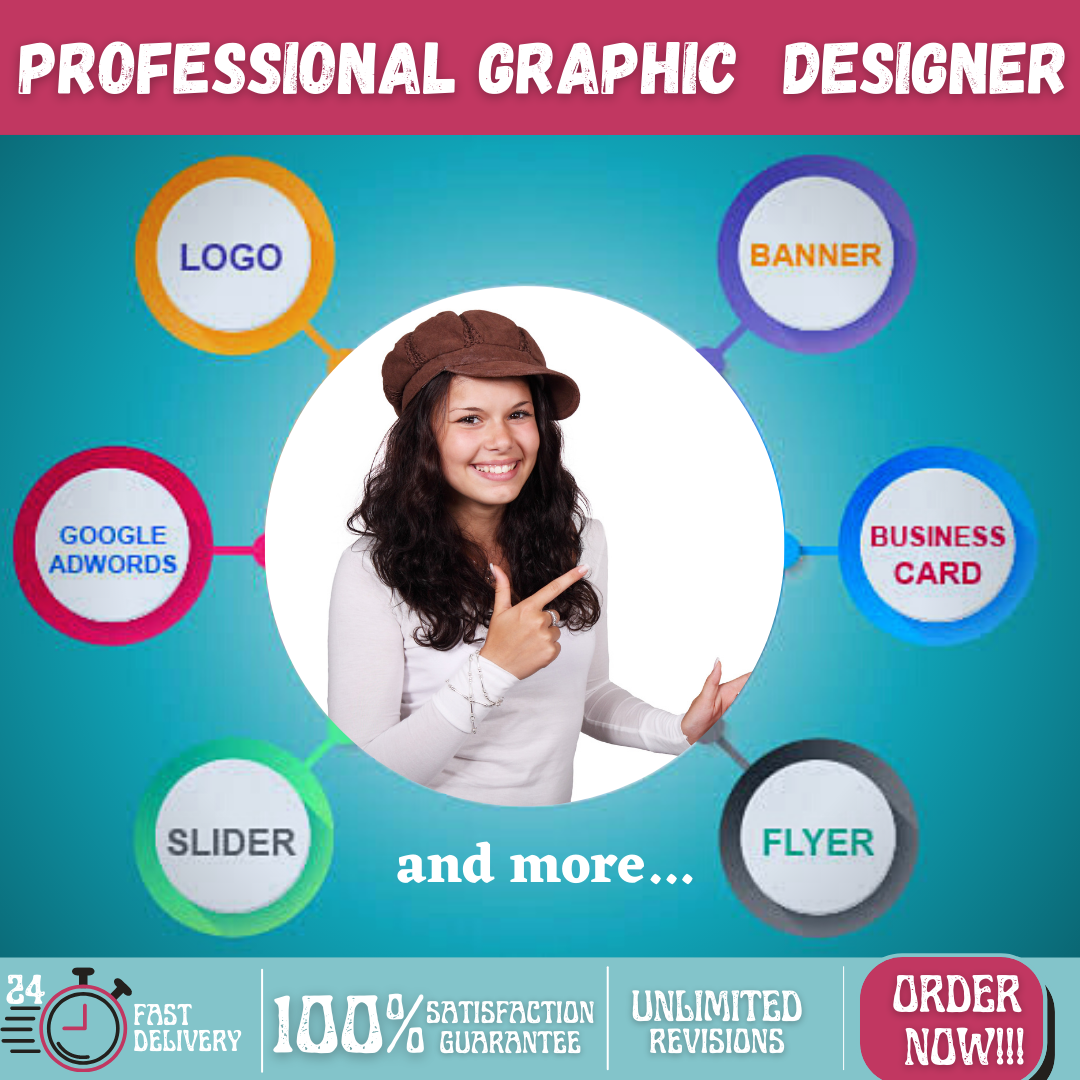 PROFESSIONAL GRAPHIC DESIGNER
LOGO
BANNER
GOOGLE
ADWORDS
BUSINESS
CARD
SLIDER
FLYER
and more...
24
FAST
DELIVERY
100%
SATISFACTION
GUARANTEE
UNLIMITED
REVISIONS
ORDER
NOW!!!